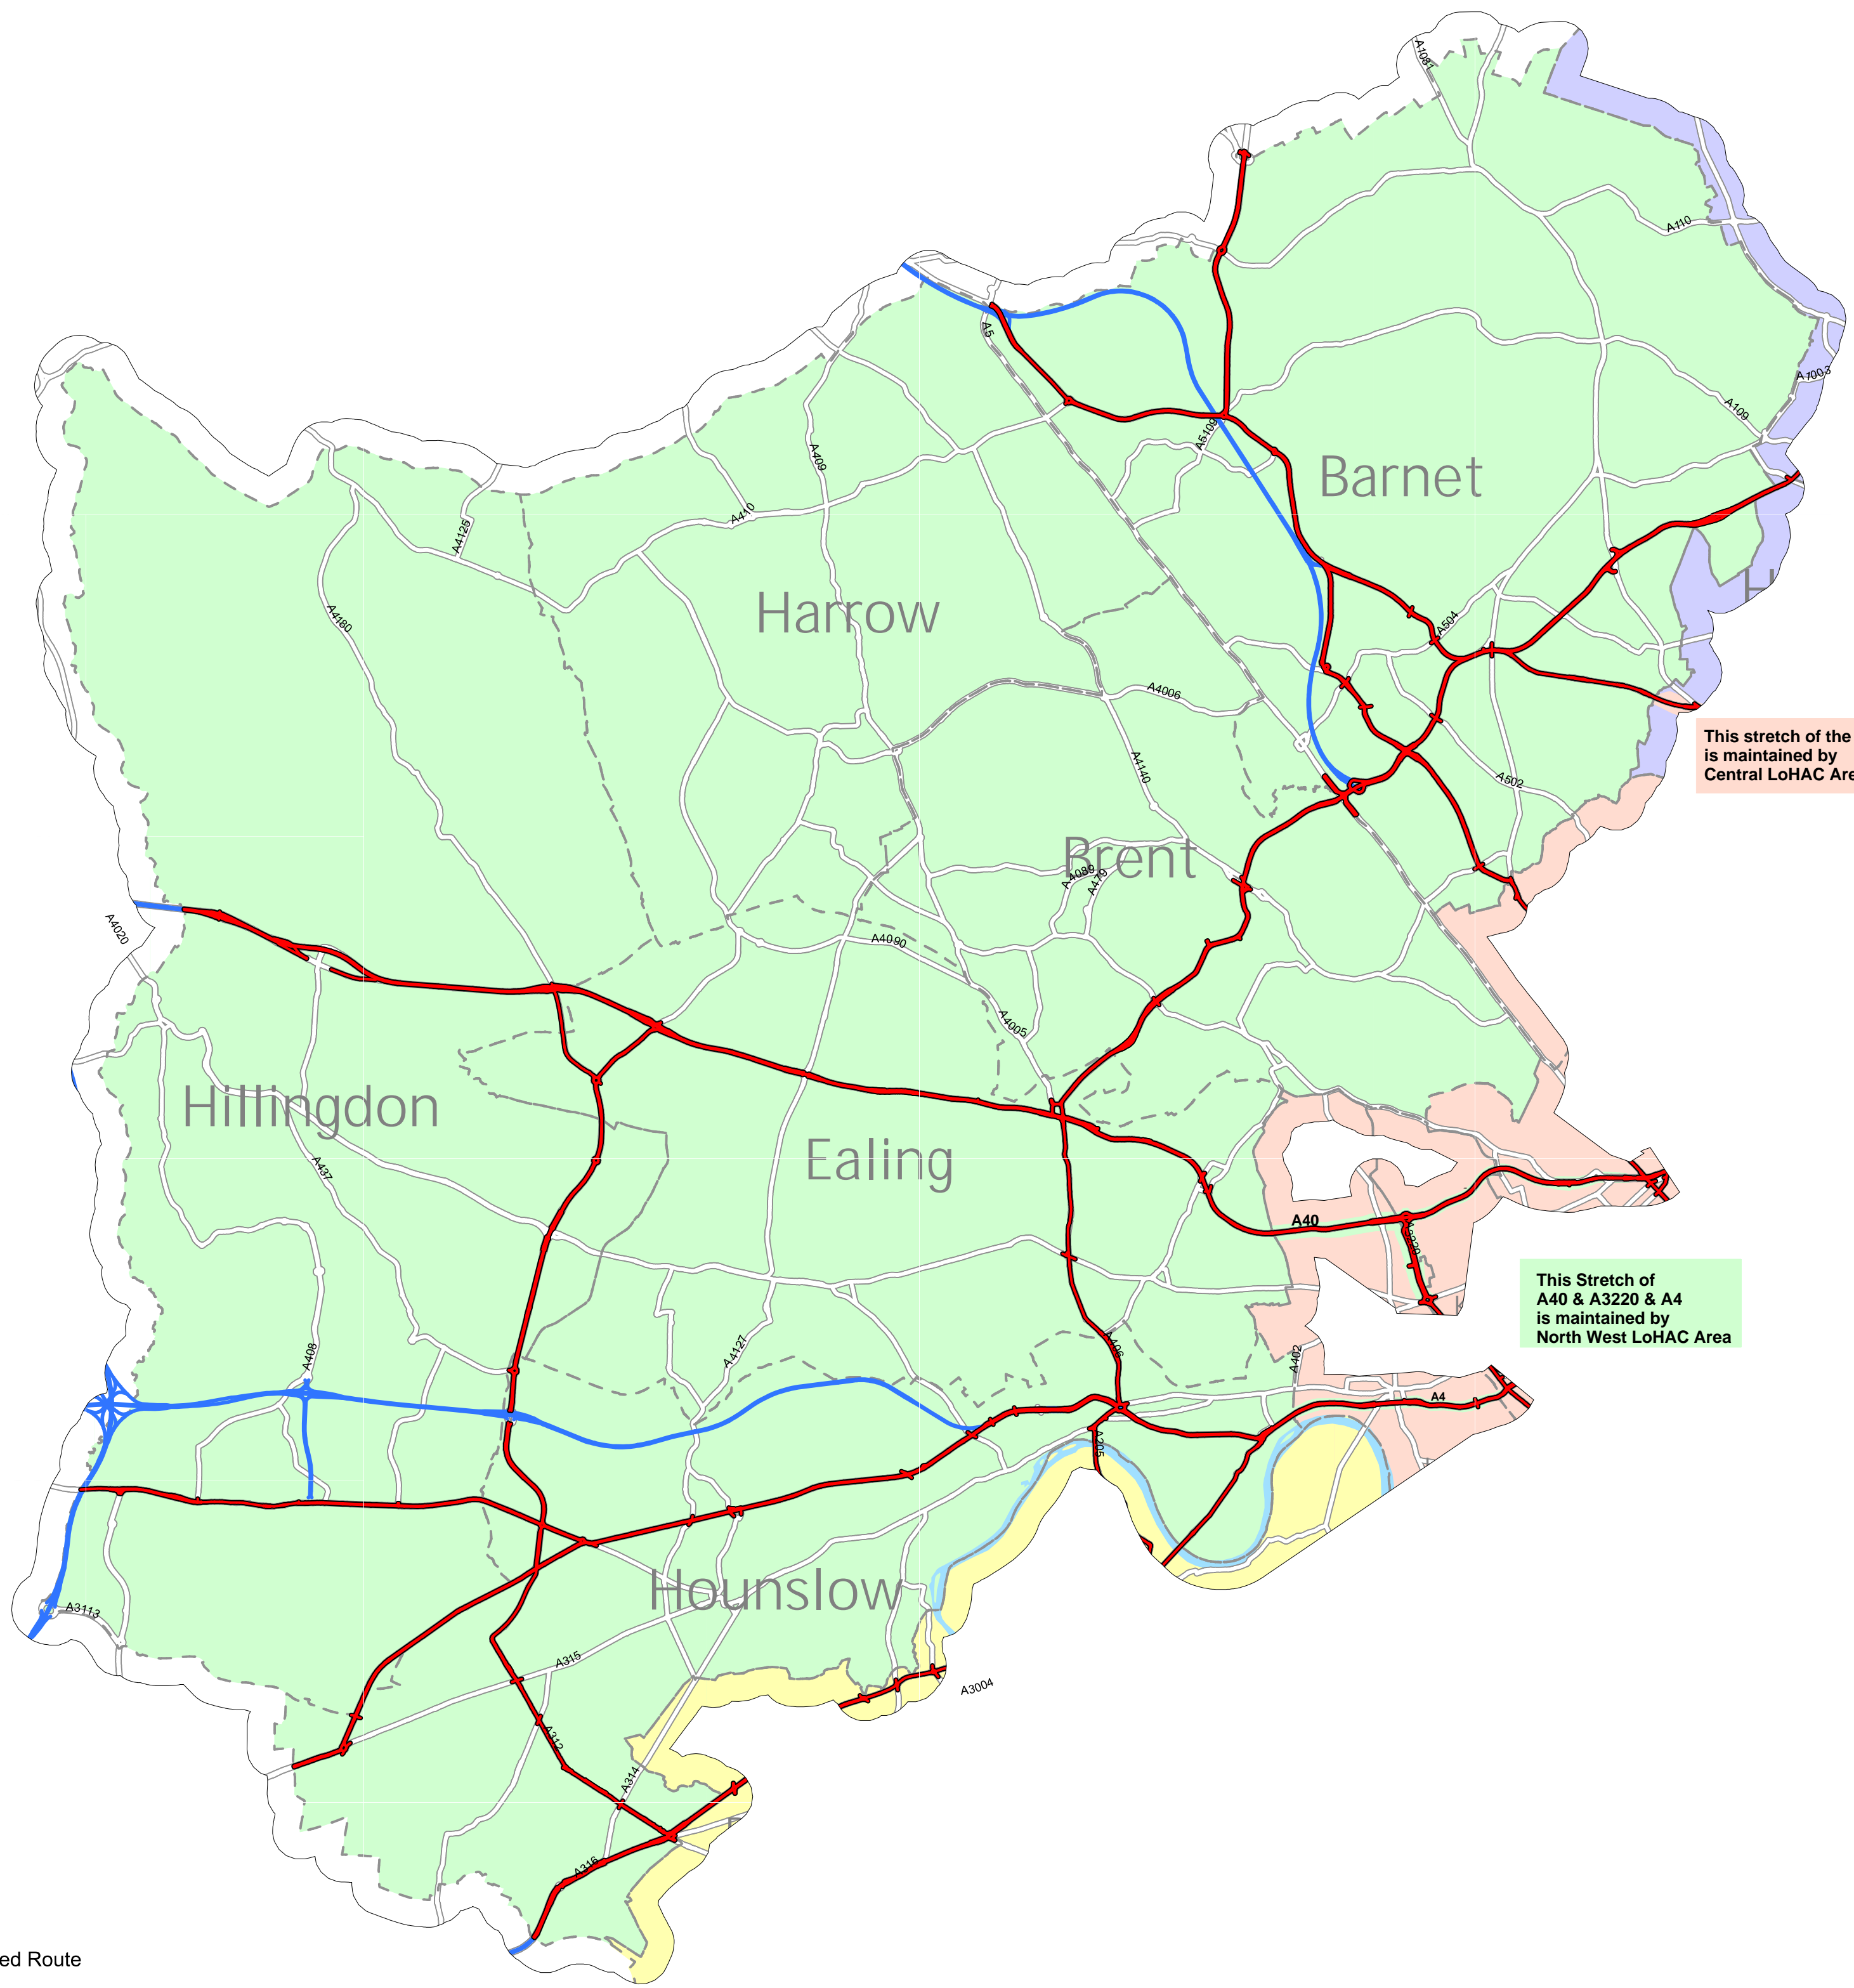 A1081
A110
A5
A1003
A109
A5109
Barnet
A409
A410
A4125
H
Harrow
A4180
A504
A4006
This stretch of the
is maintained by
Central LoHAC Are
A4140
A502
Brent
A4089
A479
A4020
A4090
A4005
Hillingdon
Ealing
A437
A40
A3220
This Stretch of
A40 & A3220 & A4
is maintained by
North West LoHAC Area
A4127
A406
A402
A408
A4
A205
Hounslow
A3113
A315
A3004
A312
A314
A316
ed Route